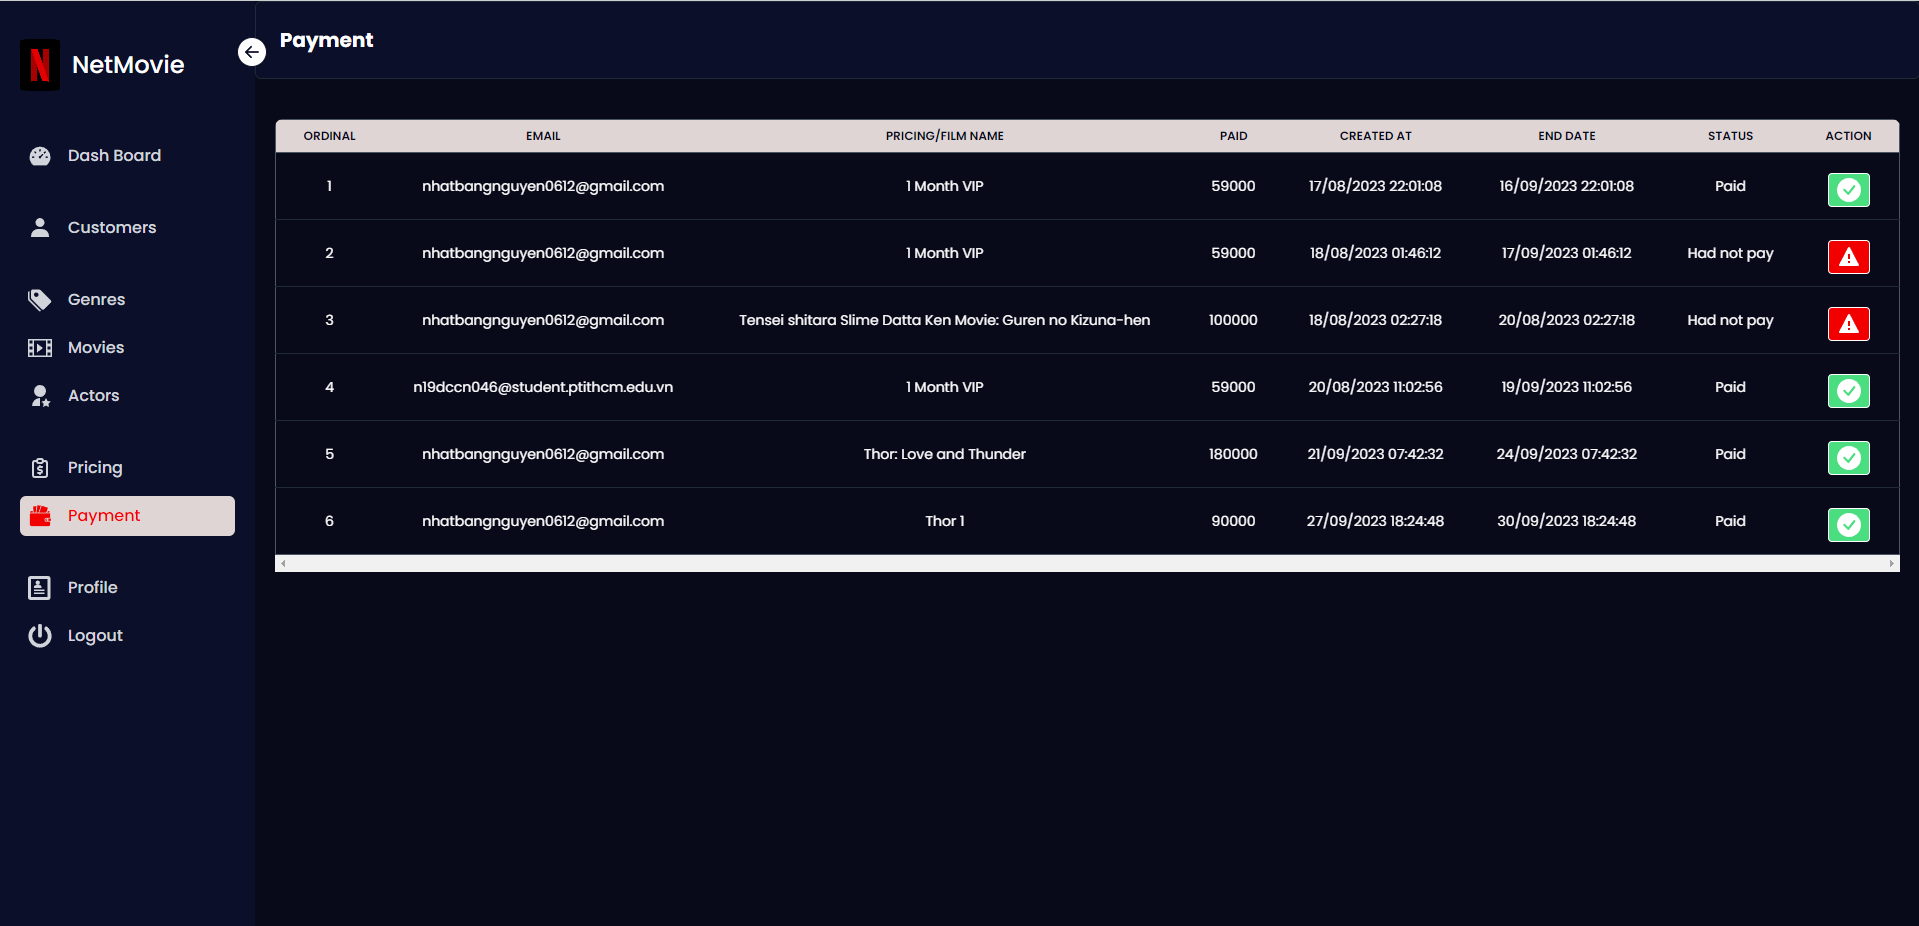 NetMovie
Payment
Dash Board
Customers
Genres
Movies
Actors
Pricing
Payment
Profile
Logout
ORDINAL EMAIL PRICING/FILM NAME PAID CREATED AT END DATE STATUS ACTION
1 nhatbangnguyen0612@gmail.com 1 Month VIP 59000 17/08/2023 22:01:08 16/09/2023 22:01:08 Paid
2 nhatbangnguyen0612@gmail.com 1 Month VIP 59000 18/08/2023 01:46:12 17/09/2023 01:46:12 Had not pay
3 nhatbangnguyen0612@gmail.com Tensei shitara Slime Datta Ken Movie: Guren no Kizuna-hen 100000 18/08/2023 02:27:18 20/08/2023 02:27:18 Had not pay
4 n19dccn046@student.ptithcm.edu.vn 1 Month VIP 59000 20/08/2023 11:02:56 19/09/2023 11:02:56 Paid
5 nhatbangnguyen0612@gmail.com Thor: Love and Thunder 180000 21/09/2023 07:42:32 24/09/2023 07:42:32 Paid
6 nhatbangnguyen0612@gmail.com Thor 1 90000 27/09/2023 18:24:48 30/09/2023 18:24:48 Paid